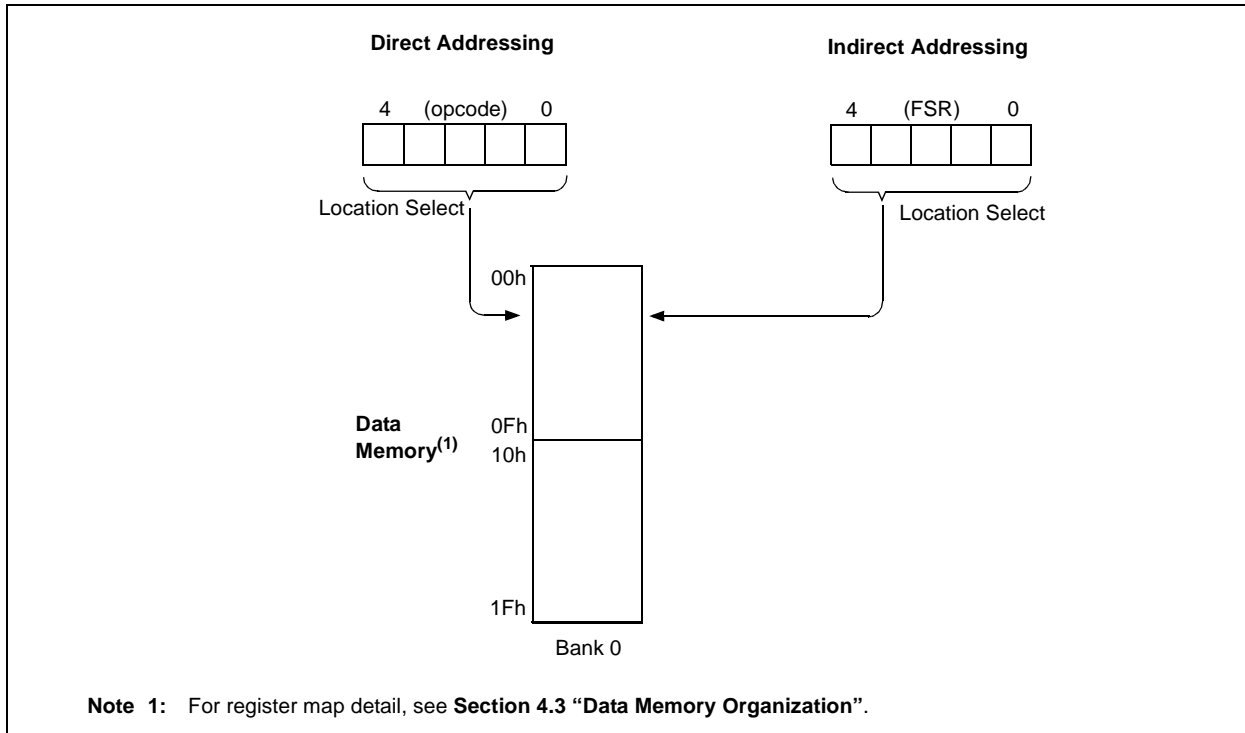 Direct Addressing
Indirect Addressing
4 (opcode) 0
4 (FSR) 0
Location Select
Location Select
00h
Data
Memory(1)
0Fh
10h
1Fh
Bank 0
Note 1: For register map detail, see Section 4.3 “Data Memory Organization”.